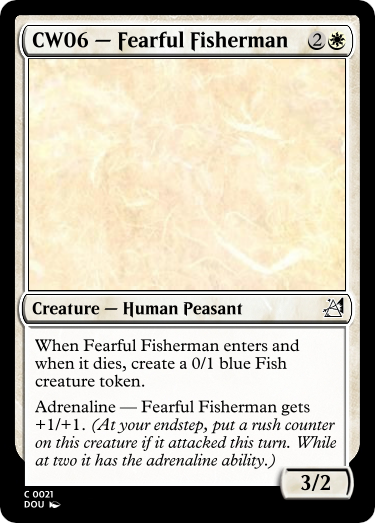 CW06 — Fearful Fisherman 2
Creature — Human Peasant
When Fearful Fisherman enters and
when it dies, create a 0/1 blue Fish
creature token.
Adrenaline — Fearful Fisherman gets
+1/+1. (At your endstep, put a rush counter
on this creature if it attacked this turn. While
at two it has the adrenaline ability.)
3/2
C 0021
DOU